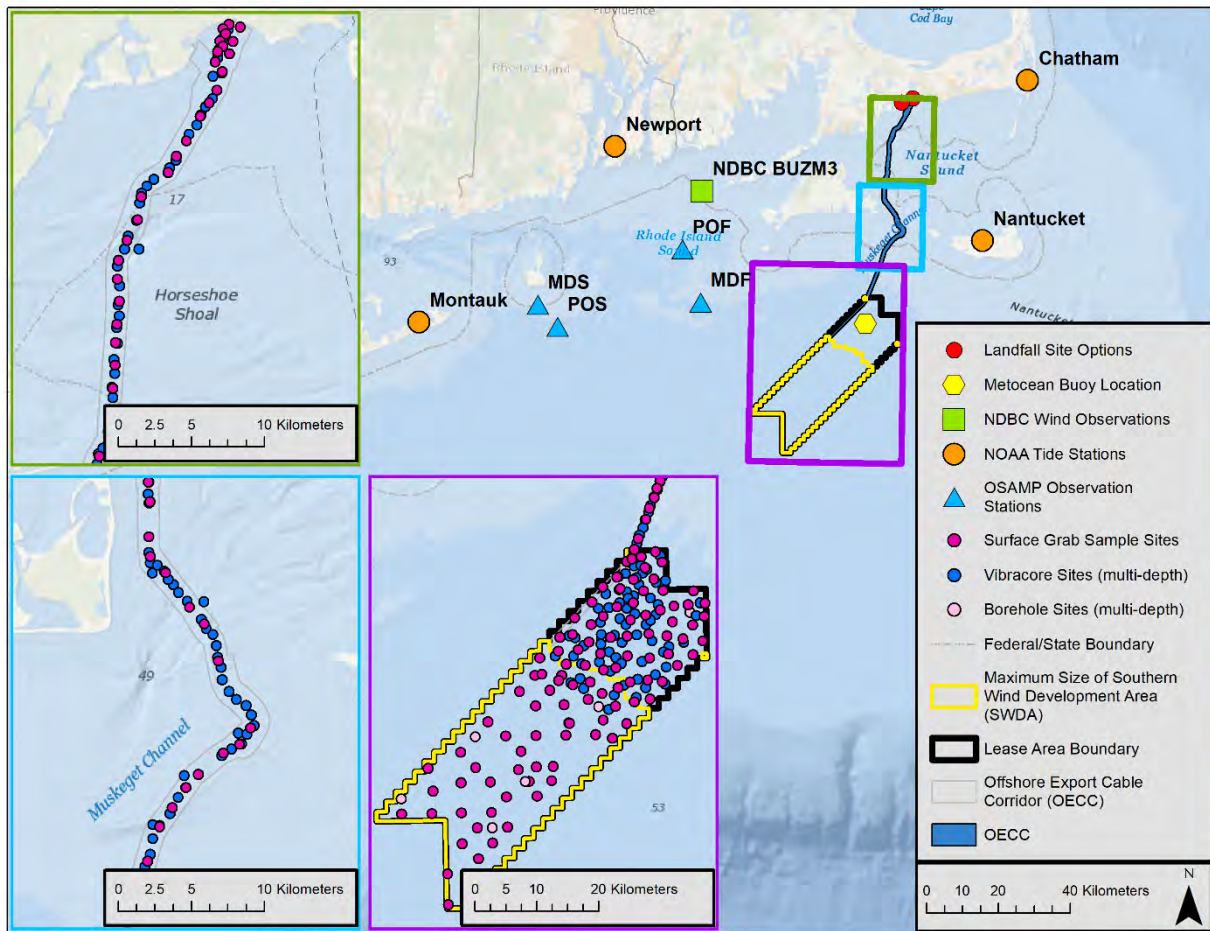 Providence
Cape
Cod Bay
Chatham
Rhode Island
Newport
NDBC BUZM3
Nantucket
Sound
POF
Rhode Island
Sound
Muskeget Channel
Nantucket
93
MDS
MDF
POS
Montauk
Nantucket
17
Horseshoe
Shoal
0 2.5 5 10 Kilometers
49
Muskeget Channel
0 2.5 5 10 Kilometers
53
0 5 10 20 Kilometers
Landfall Site Options
Metocean Buoy Location
NDBC Wind Observations
NOAA Tide Stations
OSAMP Observation
Stations
Surface Grab Sample Sites
Vibracore Sites (multi-depth)
Borehole Sites (multi-depth)
Federal/State Boundary
Maximum Size of Southern
Wind Development Area
(SWDA)
Lease Area Boundary
Offshore Export Cable
Corridor (OECC)
OECC
0 10 20 40 Kilometers
N